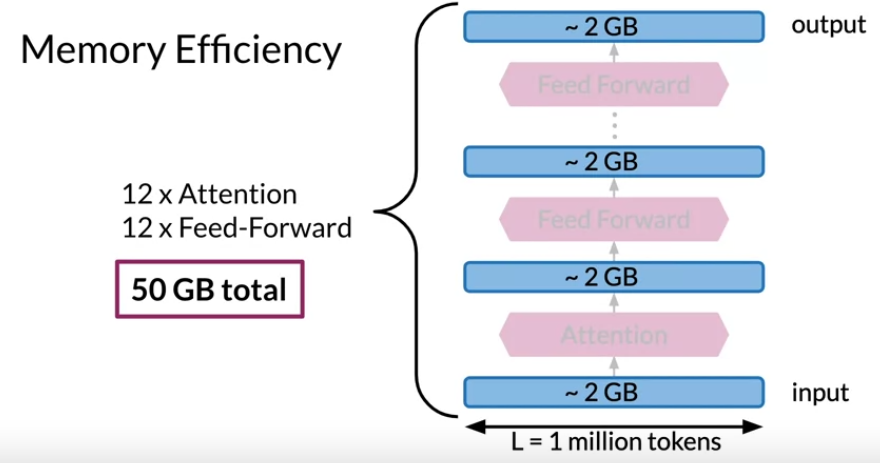 Memory Efficiency
12 x Attention
12 x Feed-Forward
50 GB total
~ 2 GB
output
Feed Forward
~ 2 GB
Feed Forward
~ 2 GB
Attention
~ 2 GB
input
L = 1 million tokens